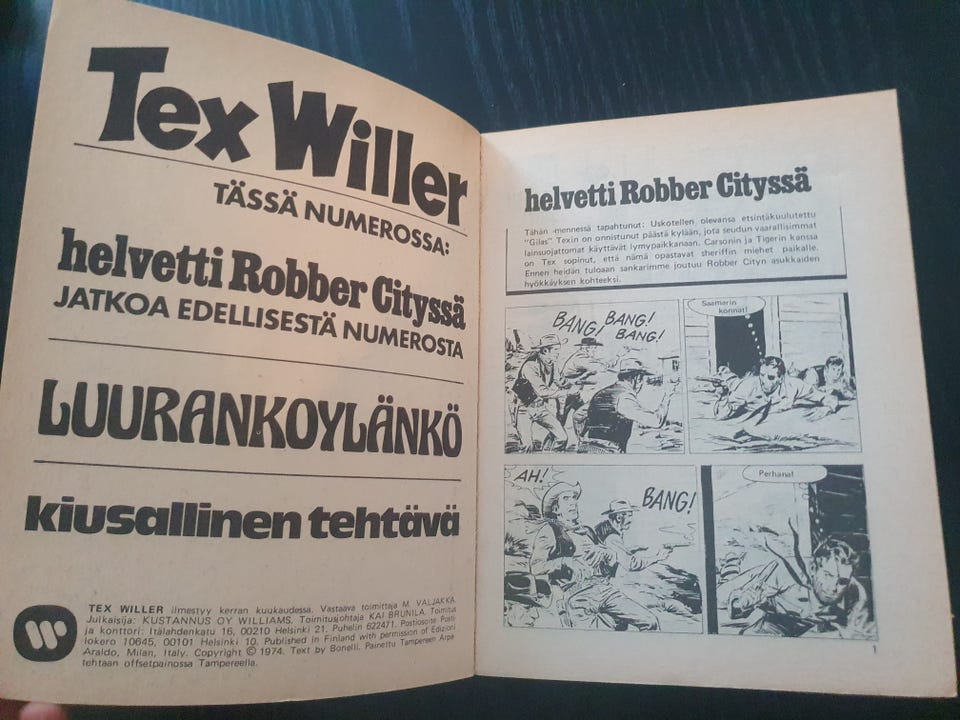 Tex Willer
TÄSSÄ NUMEROSSA:
helvetti Robber Cityssä
JATKOA EDELLISESTÄ NUMEROSTA
LUURANKOYLÄNKÖ
kiusallinen tehtävä
TEX WILLER ilmestyy kerran kuukaudessa. Vastaava toimittaja M. VALJAKKA.
Julkaisija: KUSTANNUS OY WILLIAMS. Toimitusjohtaja KAI BRUNILA. Toimitus
ja konttori: Itälahdenkatu 16, 00210 Helsinki 21, Puhelin 622471. Postiosoite Posti-
lokero 10645, 00101 Helsinki 10. Published in Finland with permission of Edizioni
Araldo, Milan, Italy. Copyright © 1974. Text by Bonelli. Painettu Tampereen Arpa-
tehtaan offsetpainossa Tampereella.
helvetti Robber Cityssä
Tähän -mennessä tapahtunut: Uskotellen olevansa etsintäkuulutettu
"Gilas" Texin on onnistunut päästä kylään, jota seudun vaarallisimmat
lainsuojattomat käyttävät lymypaikkanaan. Carsonin ja Tigerin kanssa
on Tex sopinut, että nämä opastavat sheriffin miehet paikalle.
Ennen heidän tuloaan sankarimme joutuu Robber Cityn asukkaiden
hyökkäyksen kohteeksi.
BANG! BANG!
BANG!
Saamarin
konnat!
AH!
BANG!
Perhana!
1